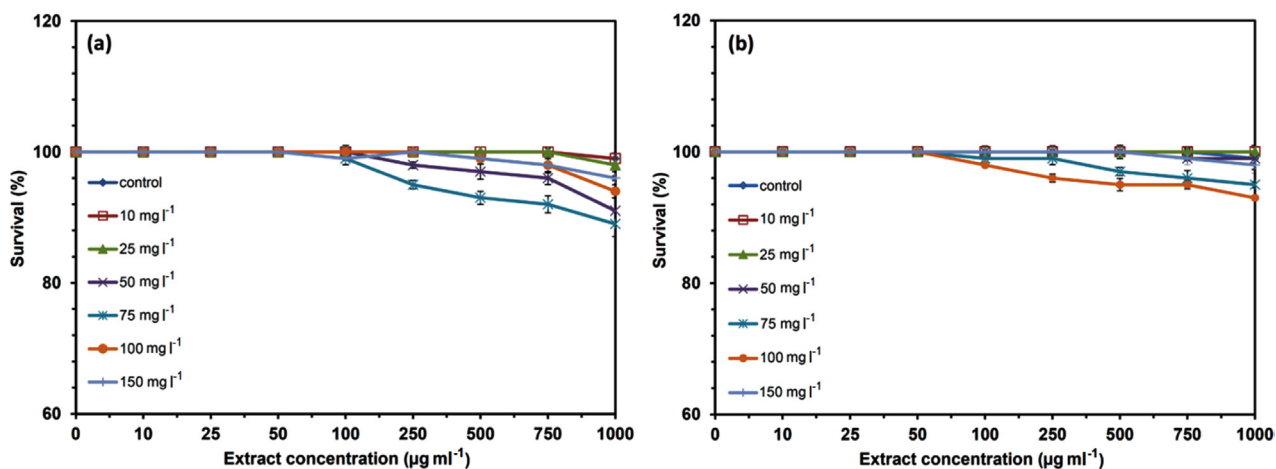 120
(a)
100
80
60
Survival (%)
control
10 mg l⁻¹
25 mg l⁻¹
50 mg l⁻¹
75 mg l⁻¹
100 mg l⁻¹
150 mg l⁻¹
0 10 25 50 100 250 500 750 1000
Extract concentration (µg ml⁻¹)
120
(b)
100
80
60
Survival (%)
control
10 mg l⁻¹
25 mg l⁻¹
50 mg l⁻¹
75 mg l⁻¹
100 mg l⁻¹
150 mg l⁻¹
0 10 25 50 100 250 500 750 1000
Extract concentration (µg ml⁻¹)